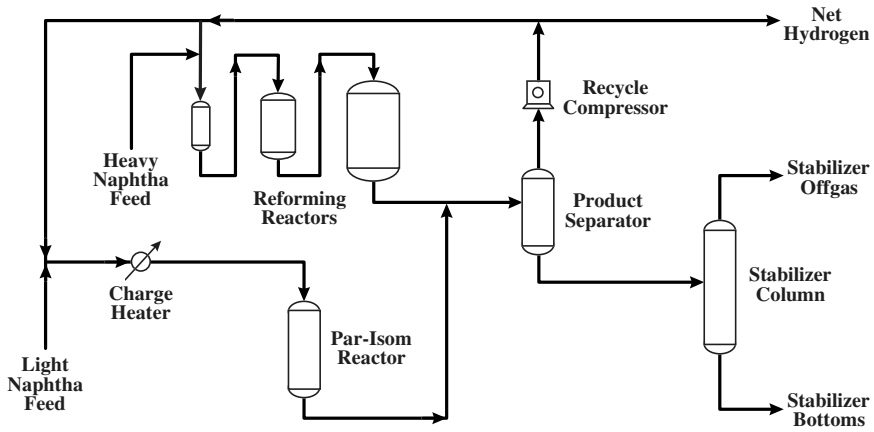 Net
Hydrogen
Recycle
Compressor
Heavy
Naphtha
Feed
Reforming
Reactors
Product
Separator
Stabilizer
Offgas
Charge
Heater
Stabilizer
Column
Par-Isom
Reactor
Light
Naphtha
Feed
Stabilizer
Bottoms